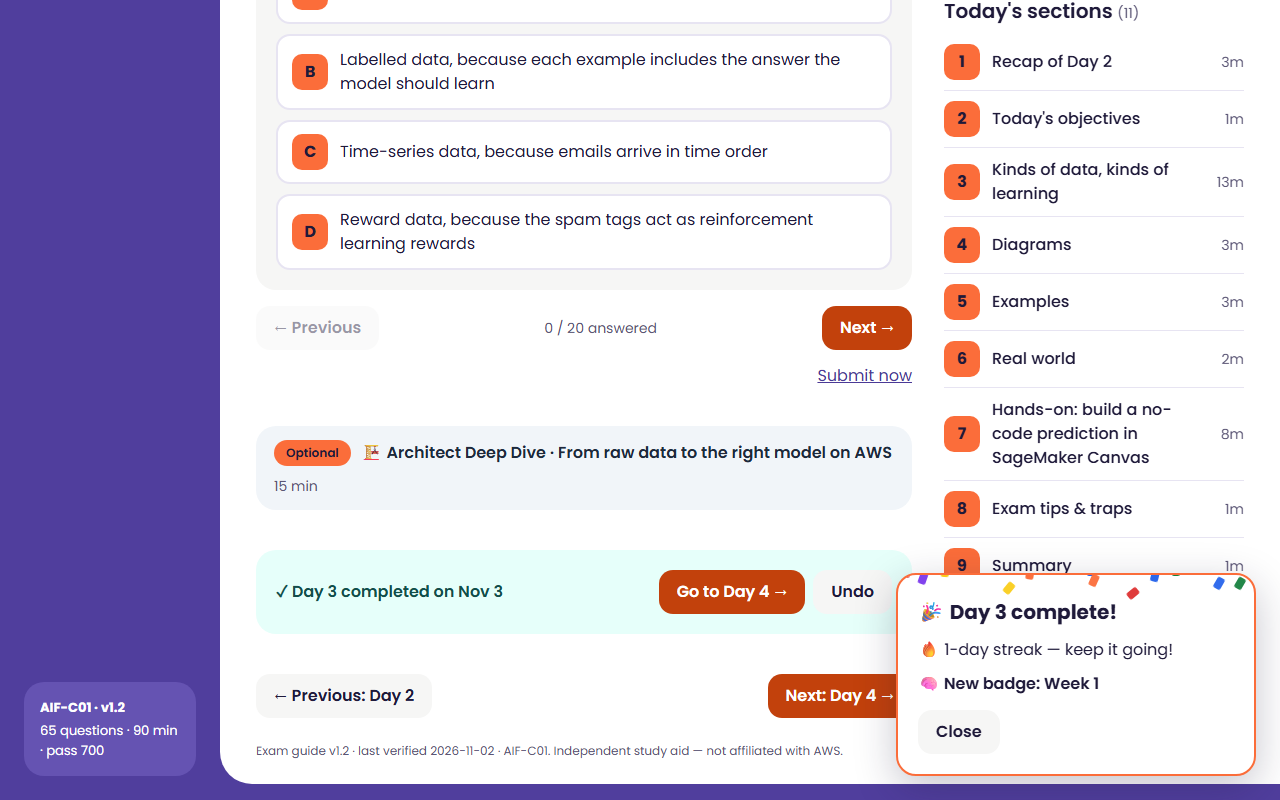 B
Labelled data, because each example includes the answer the
model should learn
C
Time-series data, because emails arrive in time order
D
Reward data, because the spam tags act as reinforcement
learning rewards
← Previous
0 / 20 answered
Next →
Submit now
Optional
Architect Deep Dive · From raw data to the right model on AWS
15 min
✓ Day 3 completed on Nov 3
Go to Day 4 →
Undo
← Previous: Day 2
Next: Day 4 →
Exam guide v1.2 · last verified 2026-11-02 · AIF-C01. Independent study aid — not affiliated with AWS.
AIF-C01 · v1.2
65 questions · 90 min
· pass 700
Today's sections (11)
1
Recap of Day 2
3m
2
Today's objectives
1m
3
Kinds of data, kinds of
learning
13m
4
Diagrams
3m
5
Examples
3m
6
Real world
2m
7
Hands-on: build a no-
code prediction in
SageMaker Canvas
8m
8
Exam tips & traps
1m
9
Summary
1m
Day 3 complete!
1-day streak — keep it going!
New badge: Week 1
Close